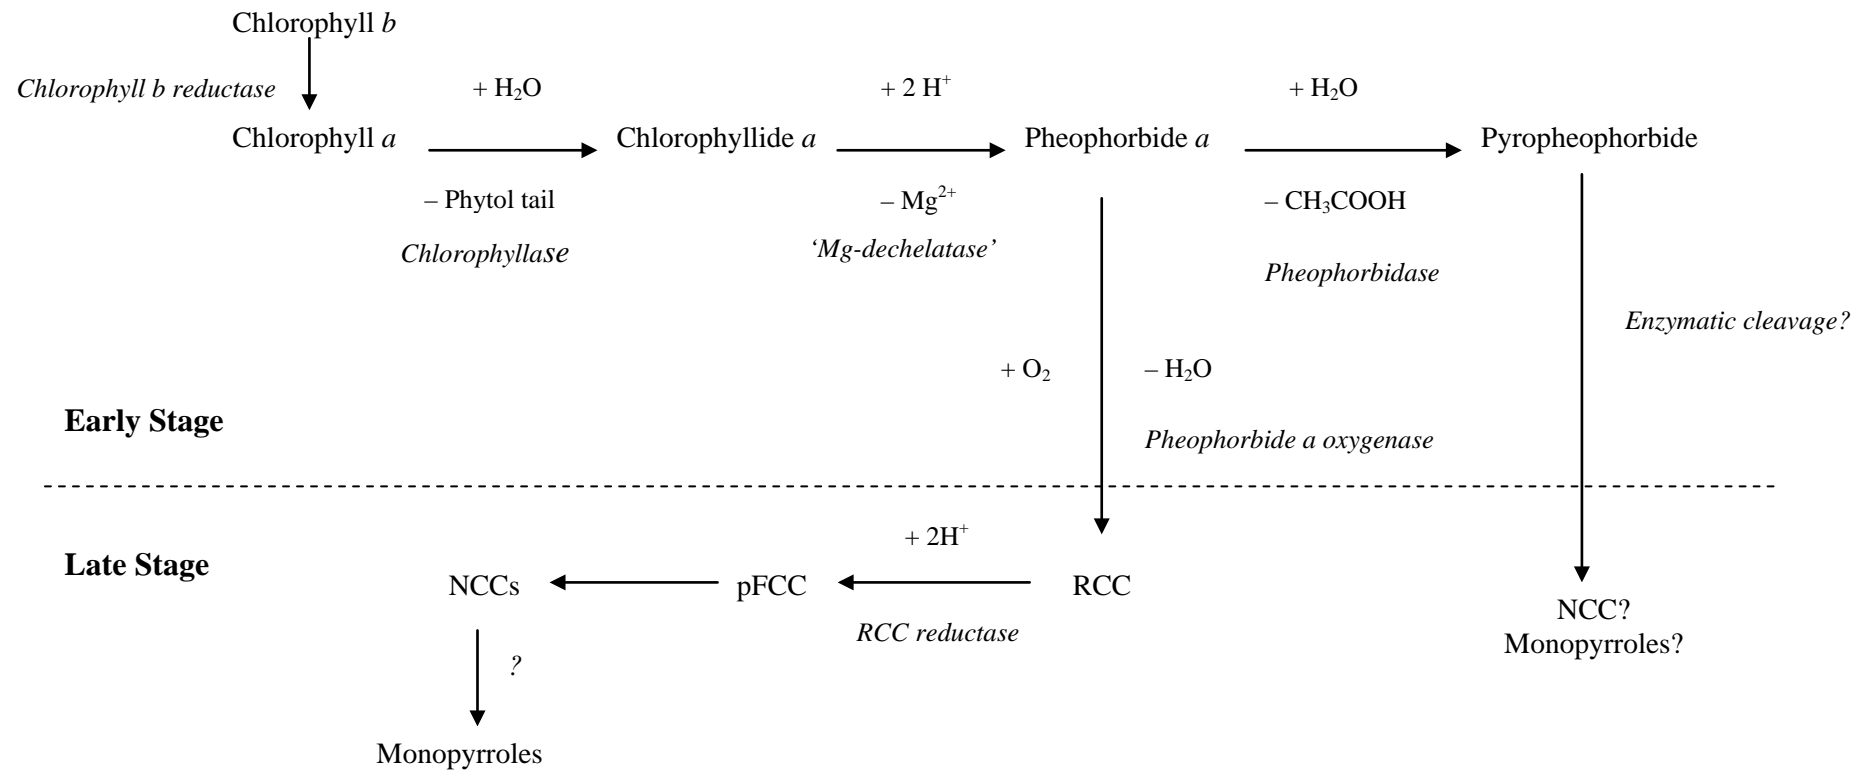 Chlorophyll b
Chlorophyll b reductase
+ H₂O
+ 2 H⁺
+ H₂O
Chlorophyll a
Chlorophyllide a
Pheophorbide a
Pyropheophorbide
– Phytol tail
– Mg²⁺
– CH₃COOH
Chlorophyllase
‘Mg-dechelatase’
Pheophorbidase
Enzymatic cleavage?
+ O₂
– H₂O
Early Stage
Pheophorbide a oxygenase
+ 2H⁺
Late Stage
NCCs
pFCC
RCC
NCC?
Monopyrroles?
RCC reductase
?
Monopyrroles